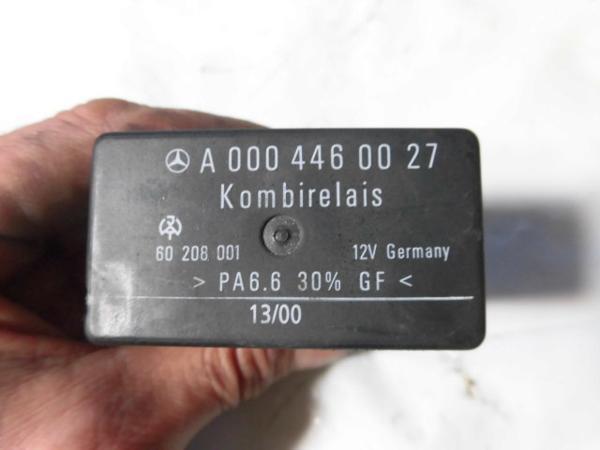 A 000 446 00 27
Kombirelais
60 208 001 12V Germany
> PA6.6 30% GF <
13/00